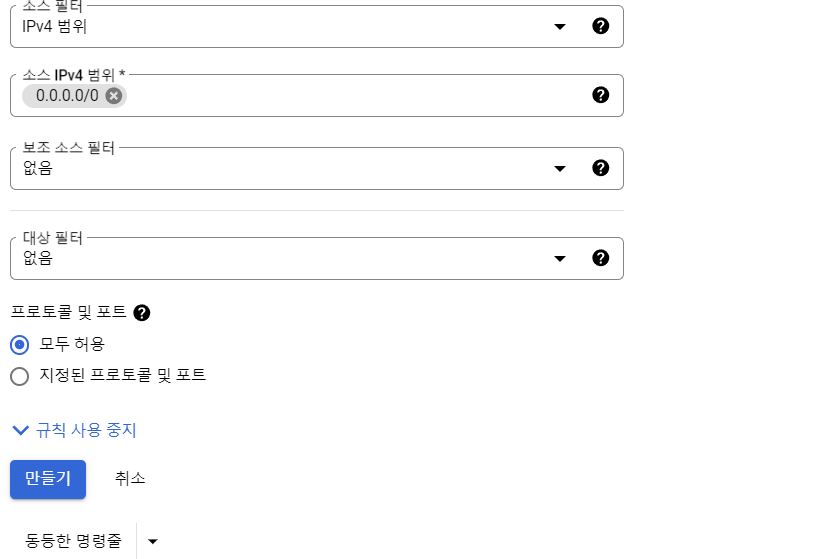 소스 필터
IPv4 범위
소스 IPv4 범위 *
0.0.0.0/0
보조 소스 필터
없음
대상 필터
없음
프로토콜 및 포트
모두 허용
지정된 프로토콜 및 포트
규칙 사용 중지
만들기 취소
동등한 명령줄